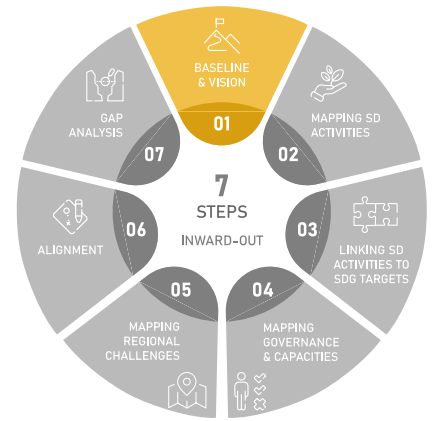 BASELINE
& VISION
01
MAPPING SD
ACTIVITIES
02
LINKING SD
ACTIVITIES TO
SDG TARGETS
03
MAPPING
GOVERNANCE
& CAPACITIES
04
MAPPING
REGIONAL
CHALLENGES
05
ALIGNMENT
06
GAP
ANALYSIS
07
7
STEPS
INWARD-OUT